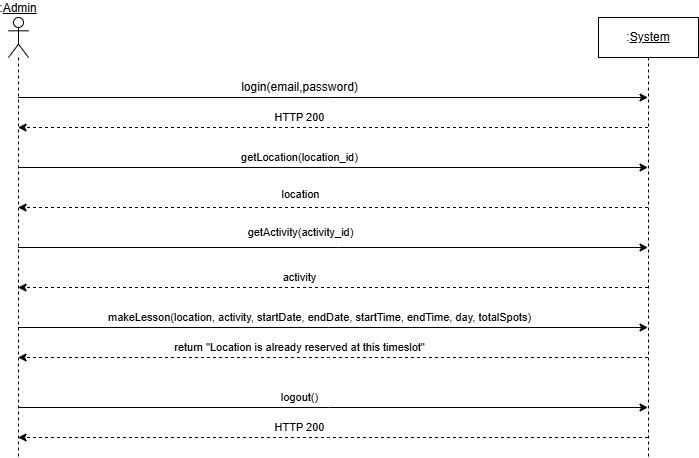 :Admin
:System
login(email,password)
HTTP 200
getLocation(location_id)
location
getActivity(activity_id)
activity
makeLesson(location, activity, startDate, endDate, startTime, endTime, day, totalSpots)
return "Location is already reserved at this timeslot"
logout()
HTTP 200